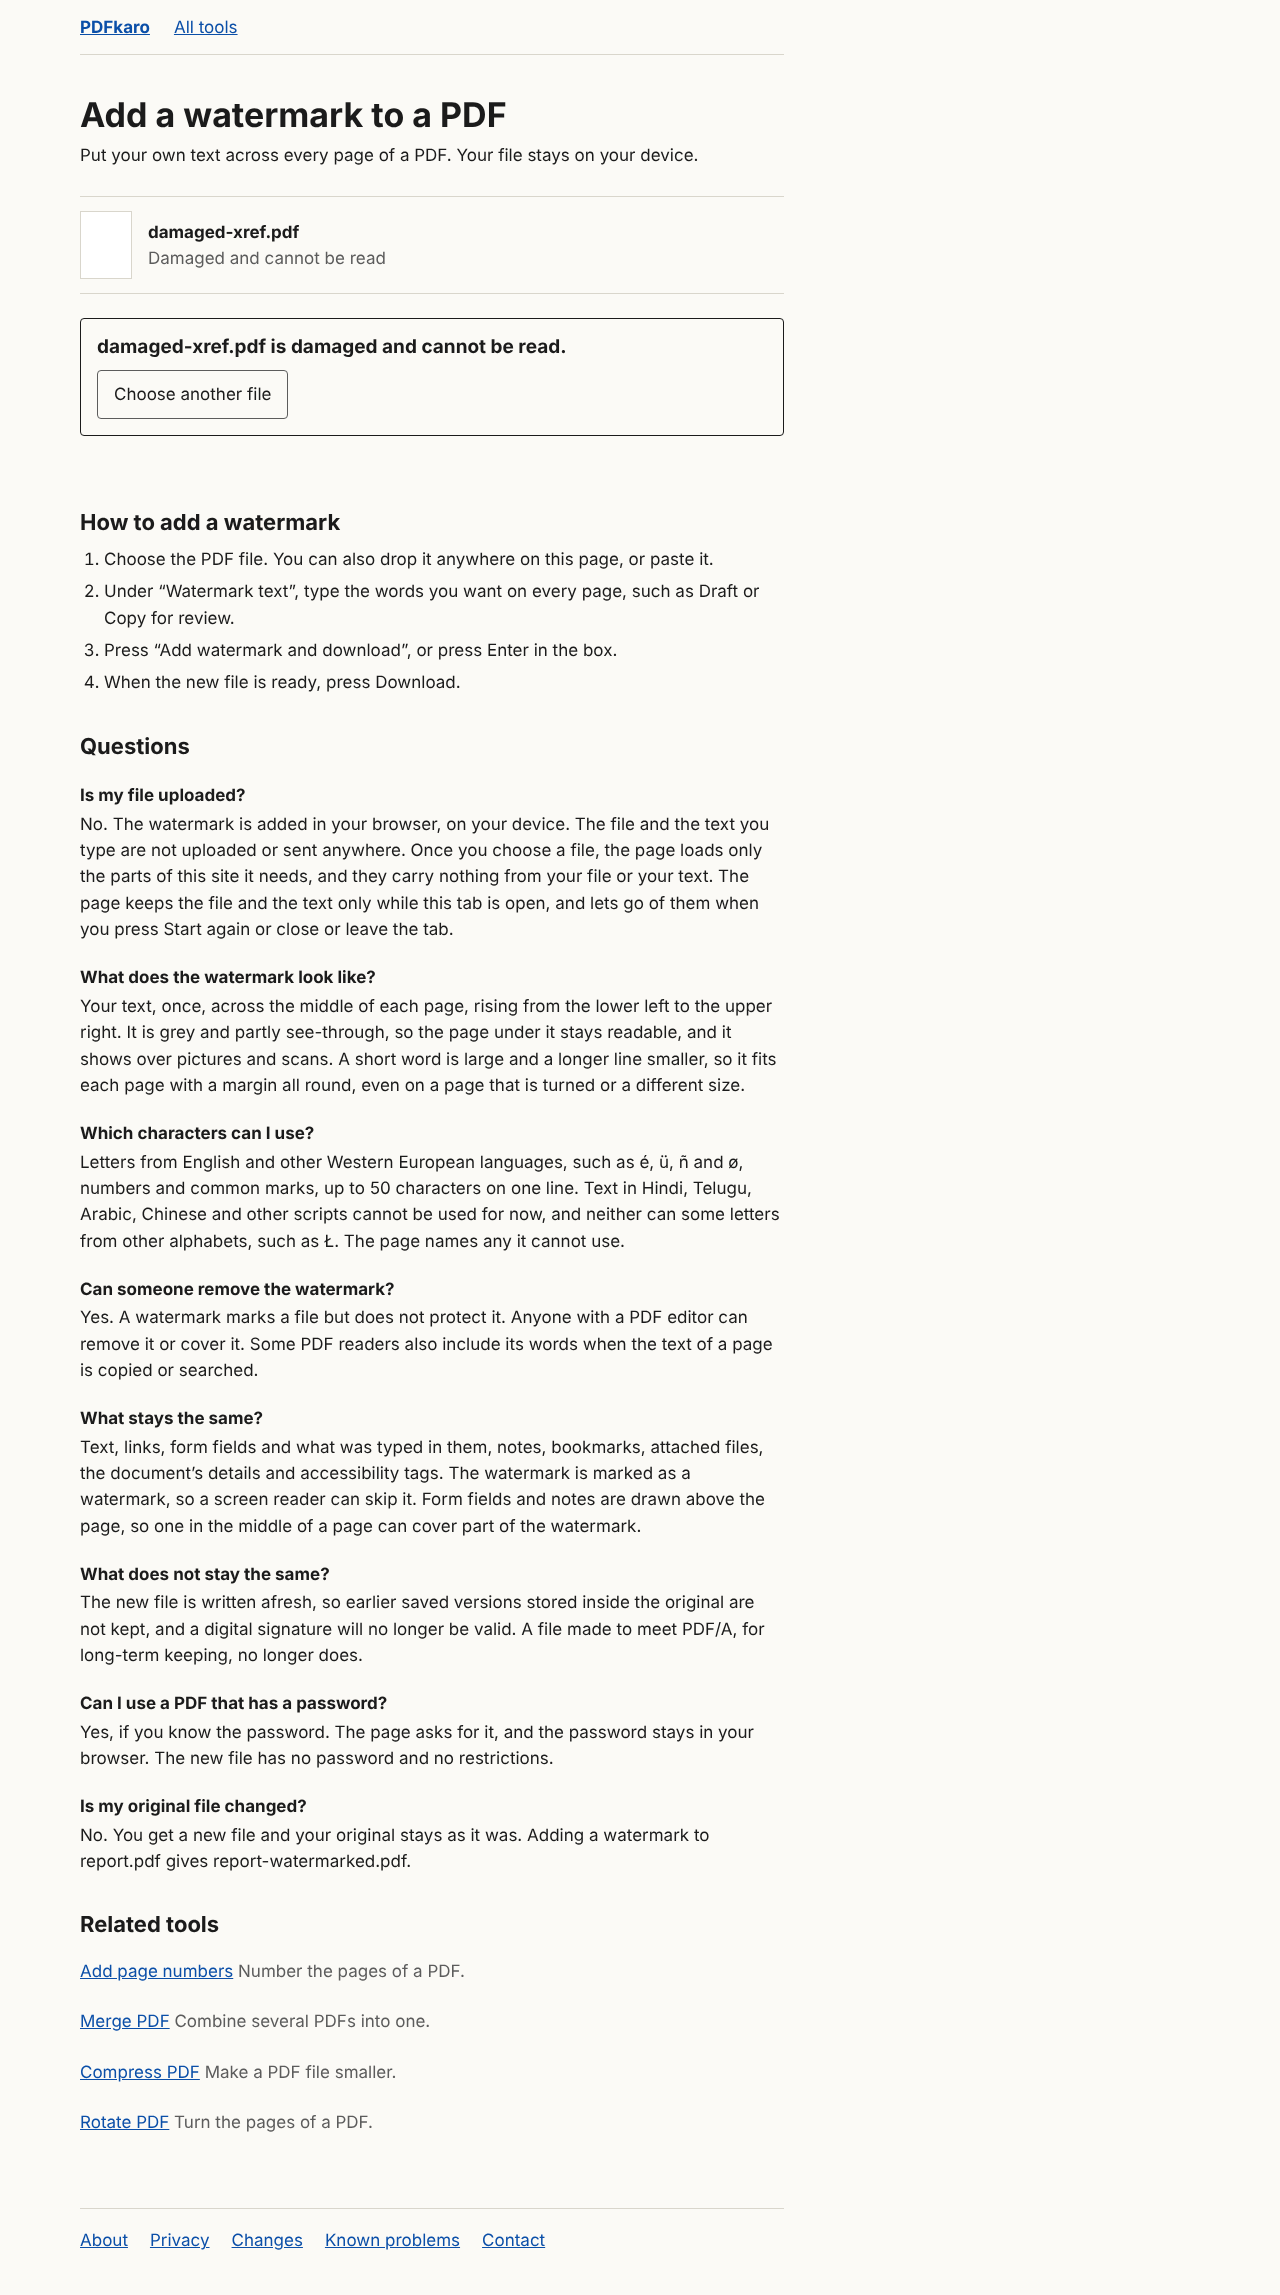 PDFkaro All tools
Add a watermark to a PDF
Put your own text across every page of a PDF. Your file stays on your device.
damaged-xref.pdf
Damaged and cannot be read
damaged-xref.pdf is damaged and cannot be read.
Choose another file
How to add a watermark
1. Choose the PDF file. You can also drop it anywhere on this page, or paste it.
2. Under “Watermark text”, type the words you want on every page, such as Draft or
Copy for review.
3. Press “Add watermark and download”, or press Enter in the box.
4. When the new file is ready, press Download.
Questions
Is my file uploaded?
No. The watermark is added in your browser, on your device. The file and the text you
type are not uploaded or sent anywhere. Once you choose a file, the page loads only
the parts of this site it needs, and they carry nothing from your file or your text. The
page keeps the file and the text only while this tab is open, and lets go of them when
you press Start again or close or leave the tab.
What does the watermark look like?
Your text, once, across the middle of each page, rising from the lower left to the upper
right. It is grey and partly see-through, so the page under it stays readable, and it
shows over pictures and scans. A short word is large and a longer line smaller, so it fits
each page with a margin all round, even on a page that is turned or a different size.
Which characters can I use?
Letters from English and other Western European languages, such as é, ü, ñ and ø,
numbers and common marks, up to 50 characters on one line. Text in Hindi, Telugu,
Arabic, Chinese and other scripts cannot be used for now, and neither can some letters
from other alphabets, such as Ł. The page names any it cannot use.
Can someone remove the watermark?
Yes. A watermark marks a file but does not protect it. Anyone with a PDF editor can
remove it or cover it. Some PDF readers also include its words when the text of a page
is copied or searched.
What stays the same?
Text, links, form fields and what was typed in them, notes, bookmarks, attached files,
the document’s details and accessibility tags. The watermark is marked as a
watermark, so a screen reader can skip it. Form fields and notes are drawn above the
page, so one in the middle of a page can cover part of the watermark.
What does not stay the same?
The new file is written afresh, so earlier saved versions stored inside the original are
not kept, and a digital signature will no longer be valid. A file made to meet PDF/A, for
long-term keeping, no longer does.
Can I use a PDF that has a password?
Yes, if you know the password. The page asks for it, and the password stays in your
browser. The new file has no password and no restrictions.
Is my original file changed?
No. You get a new file and your original stays as it was. Adding a watermark to
report.pdf gives report-watermarked.pdf.
Related tools
Add page numbers Number the pages of a PDF.
Merge PDF Combine several PDFs into one.
Compress PDF Make a PDF file smaller.
Rotate PDF Turn the pages of a PDF.
About Privacy Changes Known problems Contact